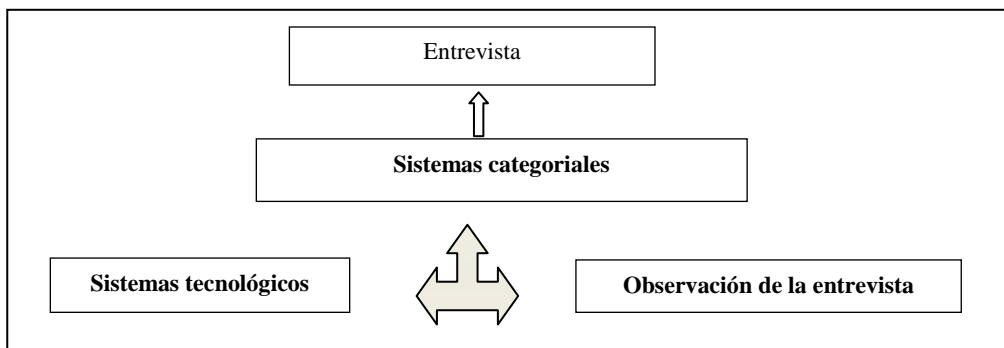 Entrevista
Sistemas categoriales
Sistemas tecnológicos
Observación de la entrevista